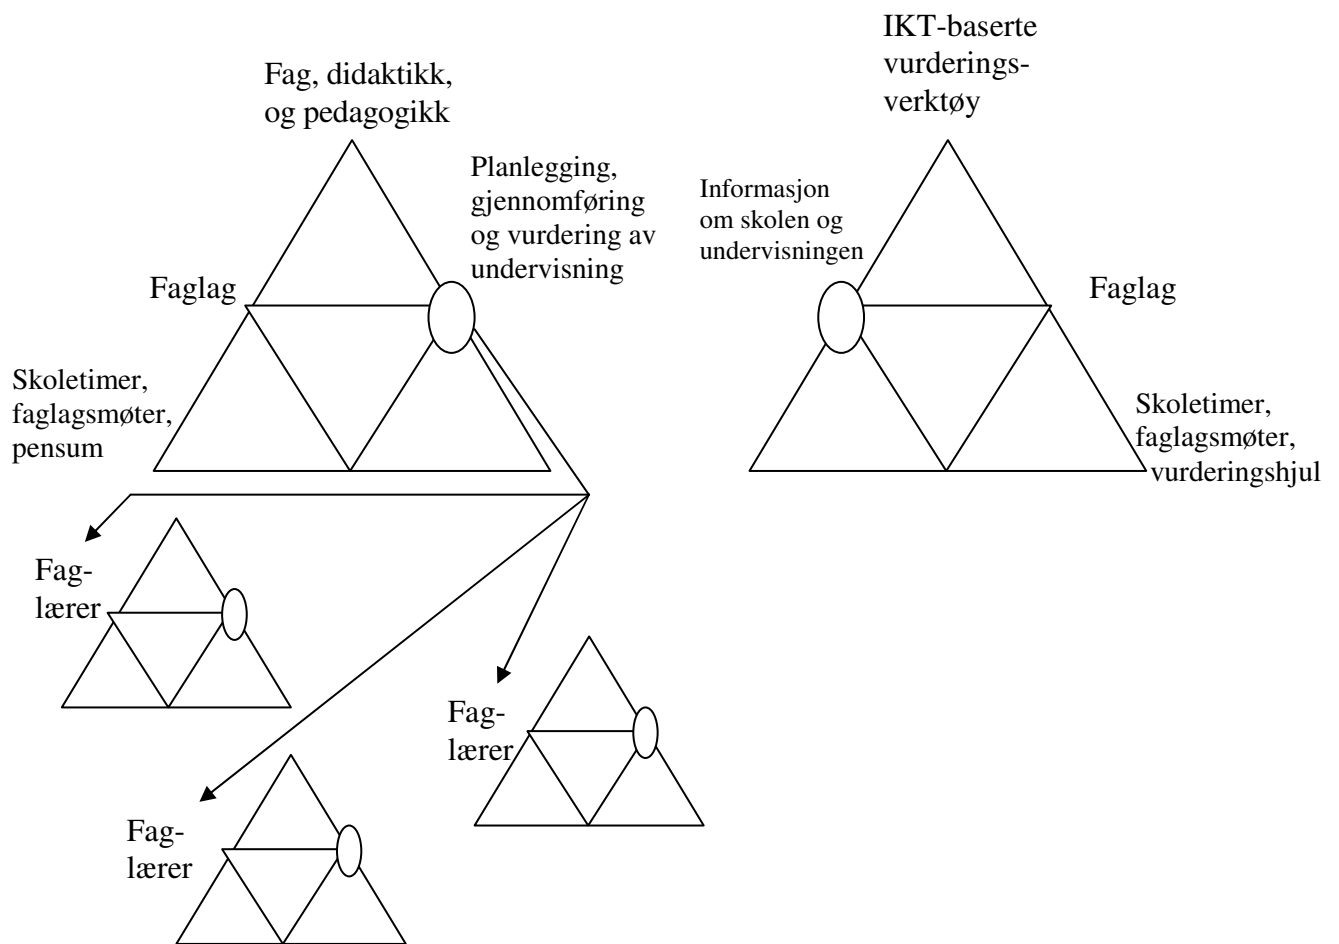 Fag, didaktikk,
og pedagogikk
Planlegging,
gjennomføring
og vurdering av
undervisning
Faglag
Skoletimer,
faglagsmøter,
pensum
IKT-baserte
vurderings-
verktøy
Informasjon
om skolen og
undervisningen
Faglag
Skoletimer,
faglagsmøter,
vurderingshjul
Fag-
lærer
Fag-
lærer
Fag-
lærer